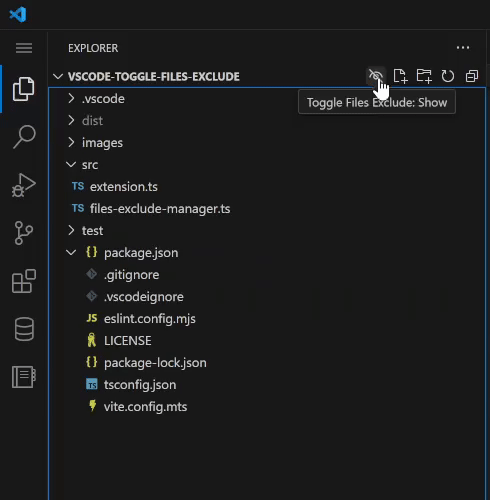 EXPLORER
VSCODE-TOGGLE-FILES-EXCLUDE
Toggle Files Exclude: Show
.vscode
dist
images
src
TS extension.ts
TS files-exclude-manager.ts
test
{} package.json
.gitignore
.vscodeignore
JS eslint.config.mjs
LICENSE
{} package-lock.json
TS tsconfig.json
vite.config.mts